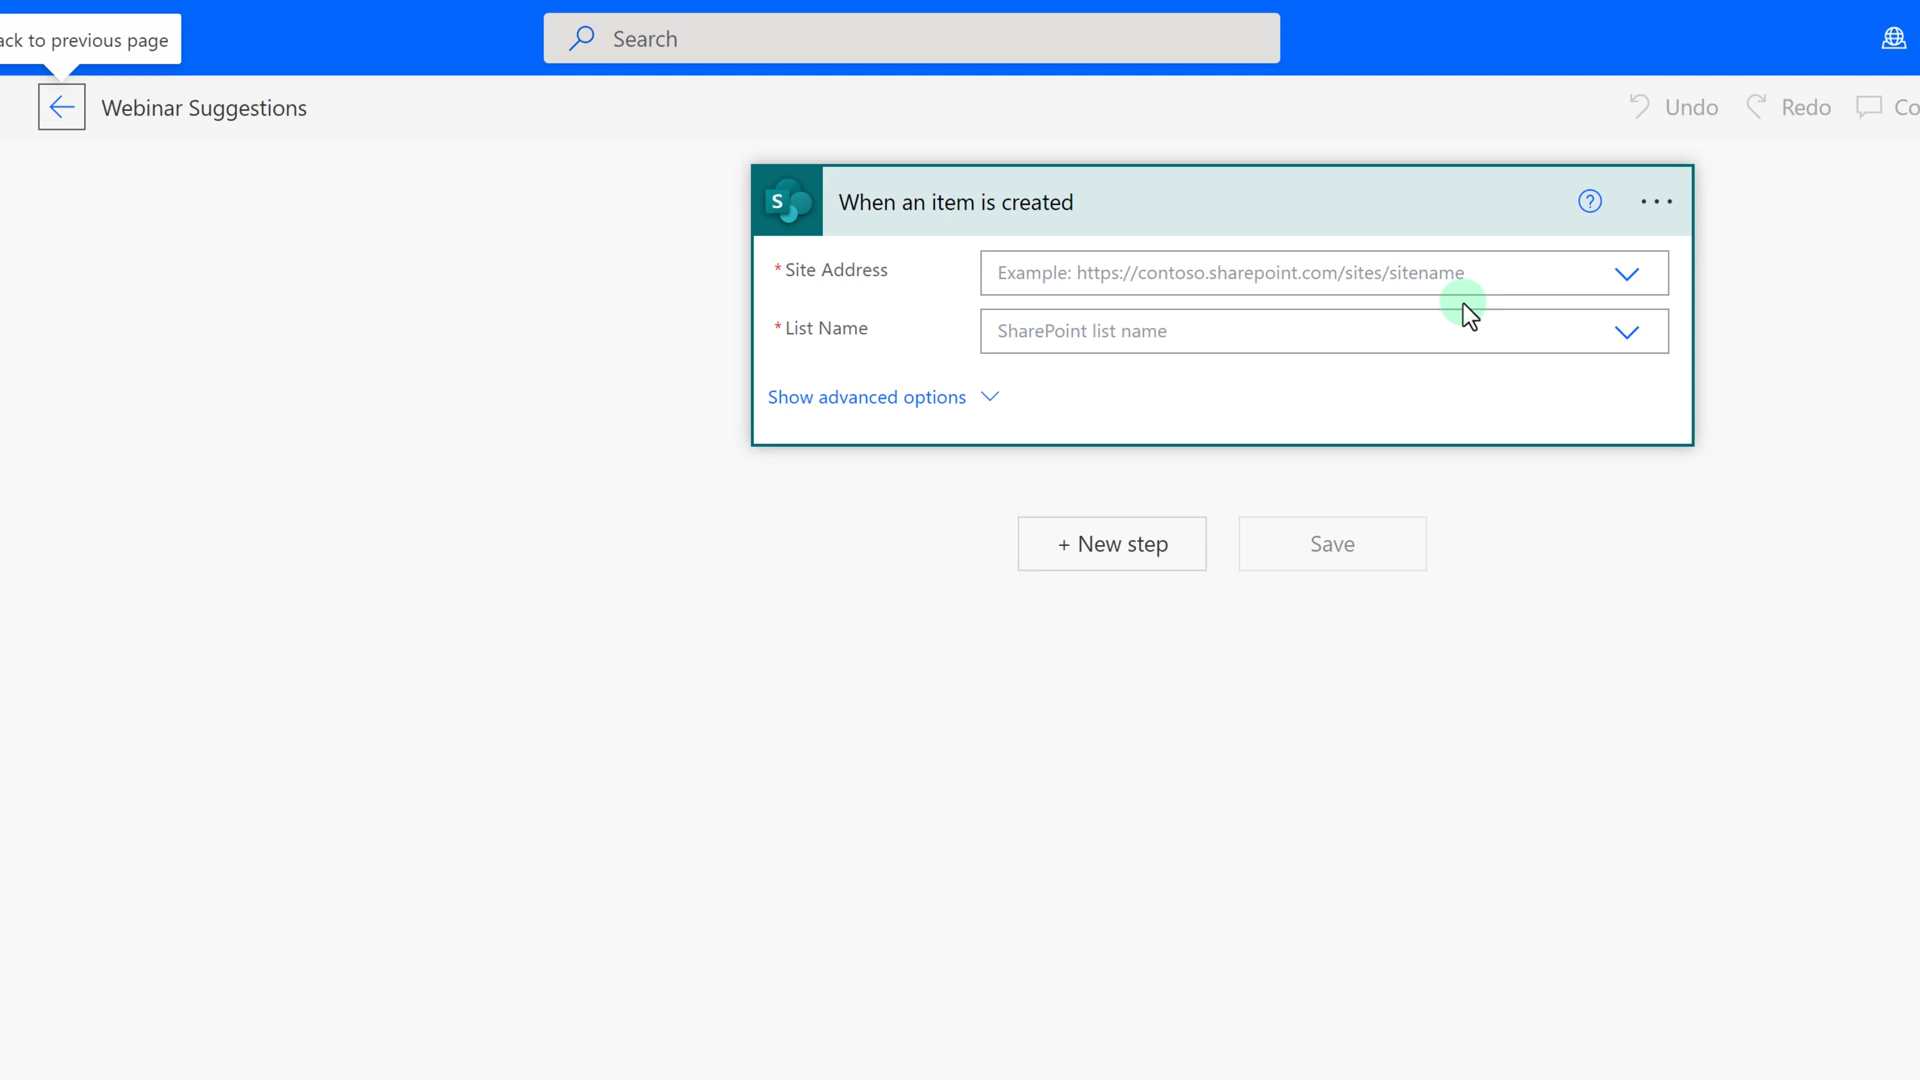 ack to previous page
Search
Webinar Suggestions
Undo
Redo
Co
S
When an item is created
?
* Site Address
Example: https://contoso.sharepoint.com/sites/sitename
* List Name
SharePoint list name
Show advanced options
+ New step
Save